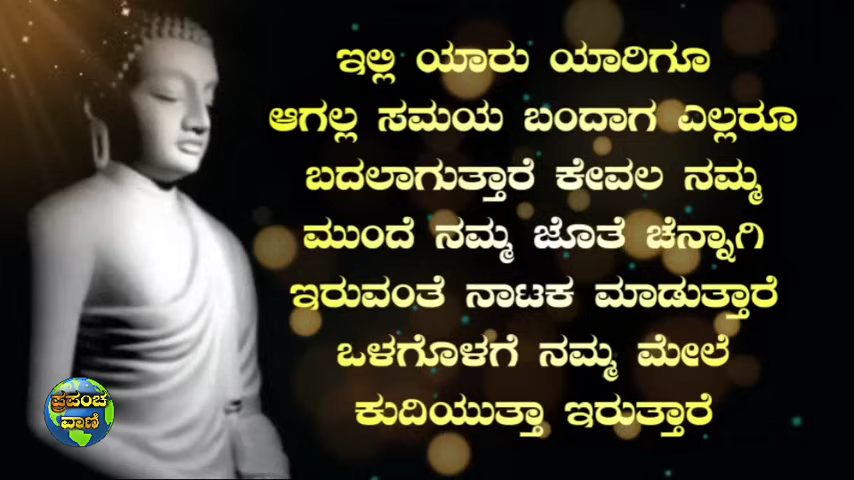 ಇಲ್ಲಿ ಯಾರು ಯಾರಿಗೂ
ಆಗಲ್ಲ ಸಮಯ ಬಂದಾಗ ಎಲ್ಲರೂ
ಬದಲಾಗುತ್ತಾರೆ ಕೇವಲ ನಮ್ಮ
ಮುಂದೆ ನಮ್ಮ ಜೊತೆ ಚೆನ್ನಾಗಿ
ಇರುವಂತೆ ನಾಟಕ ಮಾಡುತ್ತಾರೆ
ಒಳಗೊಳಗೆ ನಮ್ಮ ಮೇಲೆ
ಕುದಿಯುತ್ತಾ ಇರುತ್ತಾರೆ
ಪ್ರಪಂಚ
ವಾಣಿ